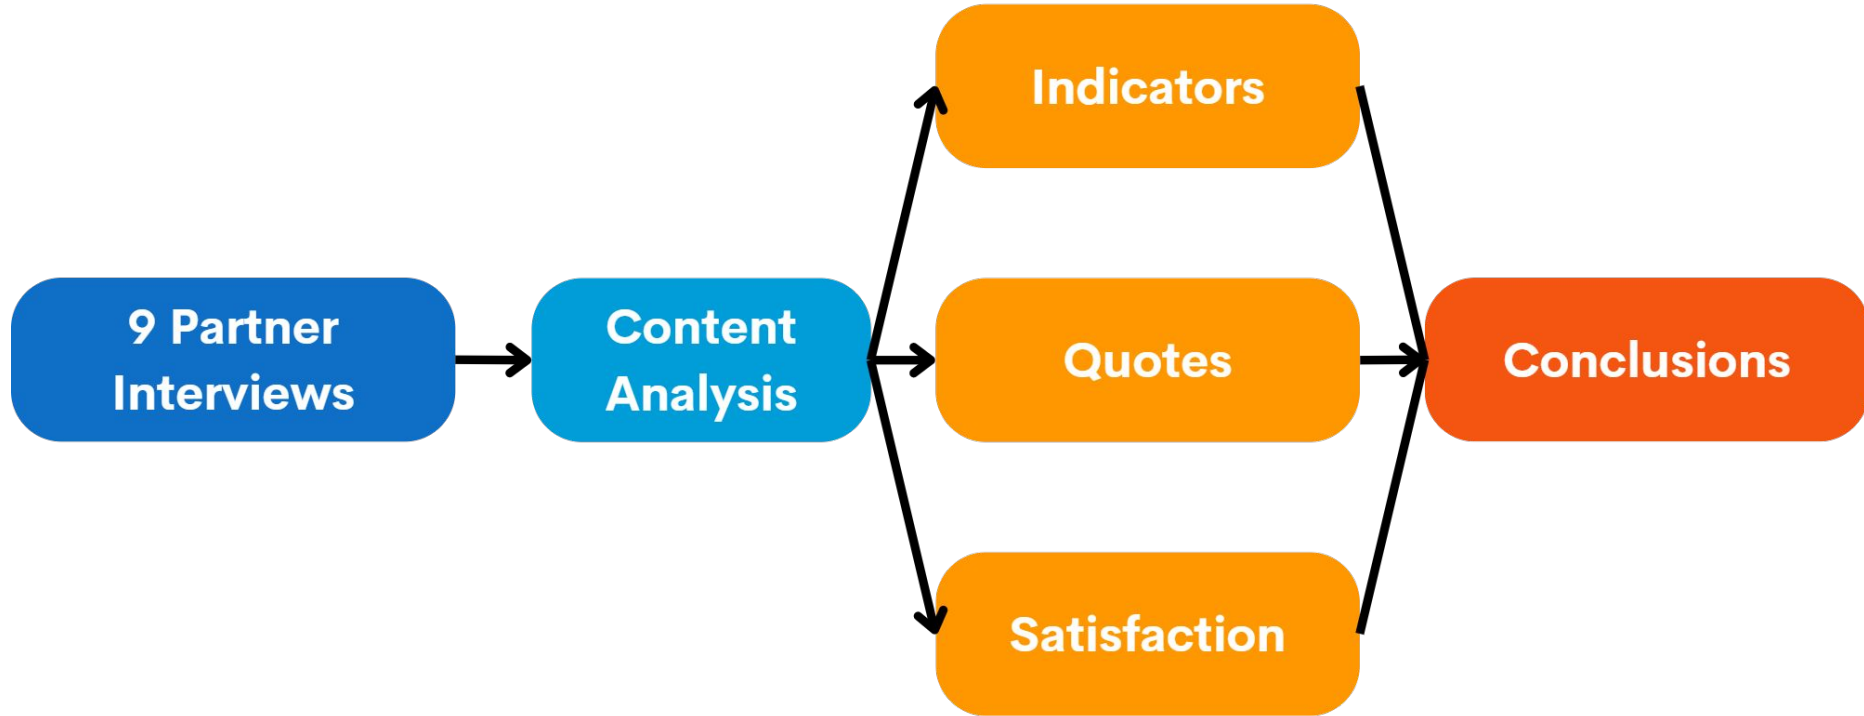 9 Partner
Interviews
Content
Analysis
Indicators
Quotes
Satisfaction
Conclusions